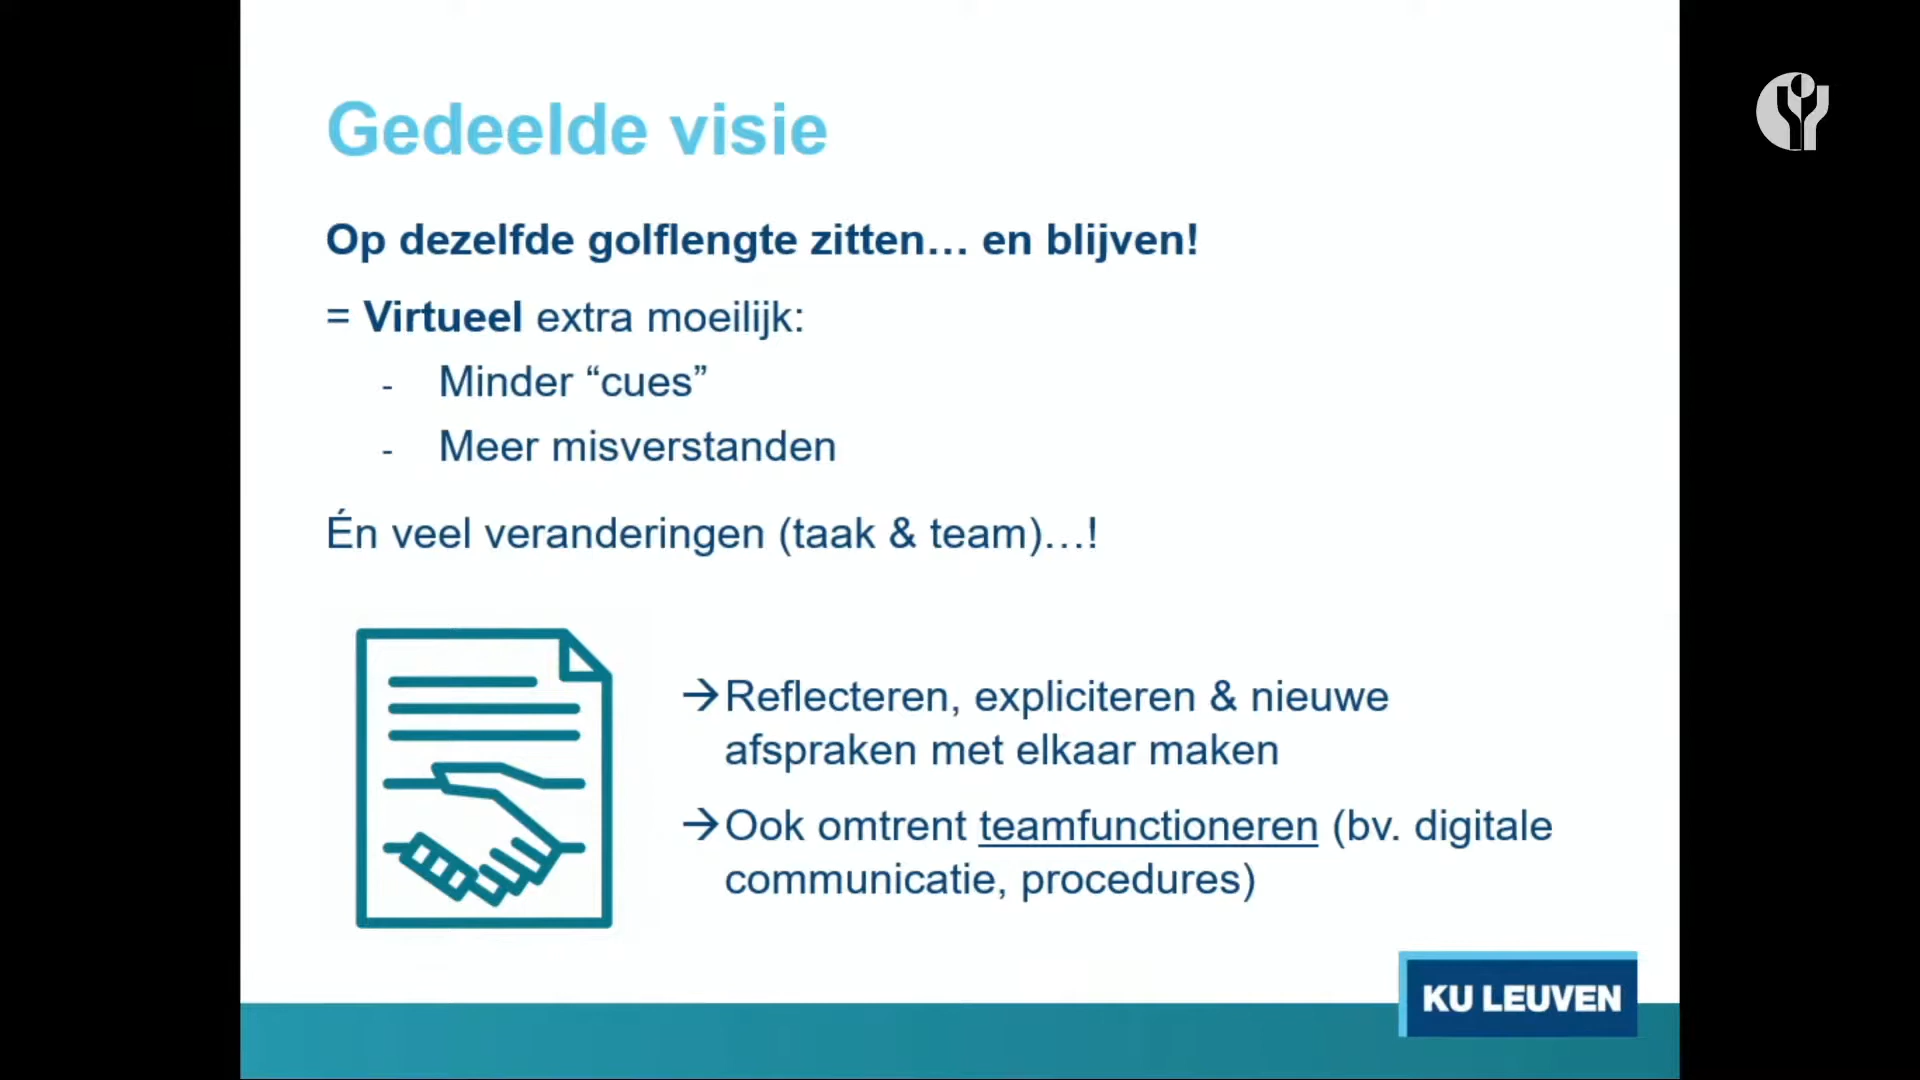 Gedeelde visie
Op dezelfde golflengte zitten… en blijven!
= Virtueel extra moeilijk:
- Minder “cues”
- Meer misverstanden
Én veel veranderingen (taak & team)…!
→Reflecteren, expliciteren & nieuwe
afspraken met elkaar maken
→Ook omtrent teamfunctioneren (bv. digitale
communicatie, procedures)
KU LEUVEN